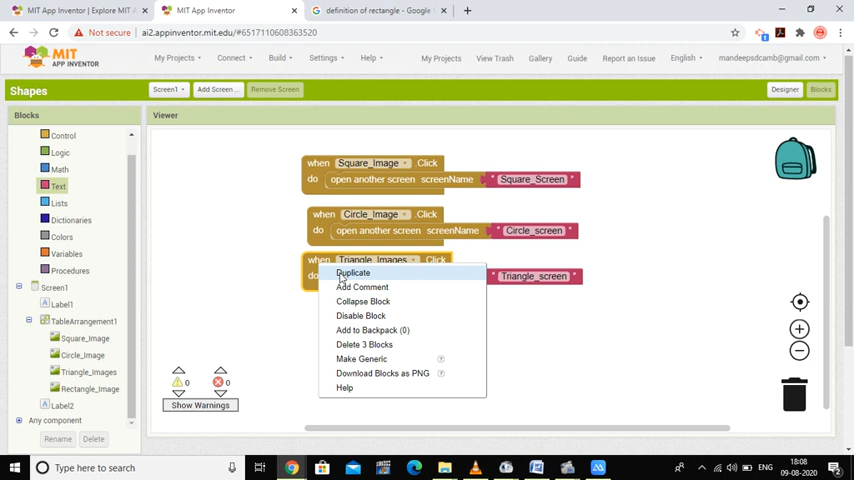 MIT App Inventor | Explore MIT A
MIT App Inventor
definition of rectangle - Google S
Not secure | ai2.appinventor.mit.edu/#6517110608363520
MIT
APP INVENTOR
My Projects Connect Build Settings Help My Projects View Trash Gallery Guide Report an Issue English mandeepsdcamb@gmail.com
Shapes
Screen1 Add Screen ... Remove Screen Designer Blocks
Blocks
Viewer
Control
Logic
Math
Text
Lists
Dictionaries
Colors
Variables
Procedures
Screen1
Label1
TableArrangement1
Square_Image
Circle_Image
Triangle_Images
Rectangle_Image
Label2
Any component
Rename Delete
when Square_Image .Click
do open another screen screenName " Square_Screen "
when Circle_Image .Click
do open another screen screenName " Circle_screen "
when Triangle_Images .Click
do " Triangle_screen "
Duplicate
Add Comment
Collapse Block
Disable Block
Add to Backpack (0)
Delete 3 Blocks
Make Generic ?
Download Blocks as PNG ?
Help
0 0
Show Warnings
Type here to search
ENG
18:08
09-08-2020
2